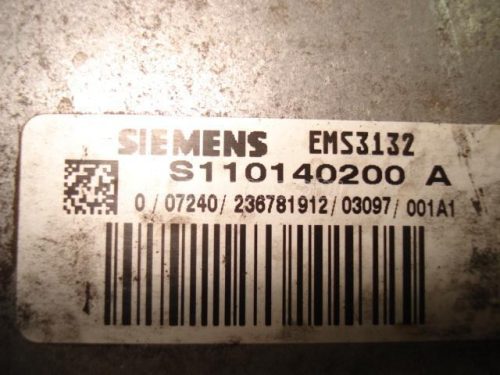 SIEMENS EMS3132
S110140200 A
0 / 07240 / 236781912 / 03097 / 001A1